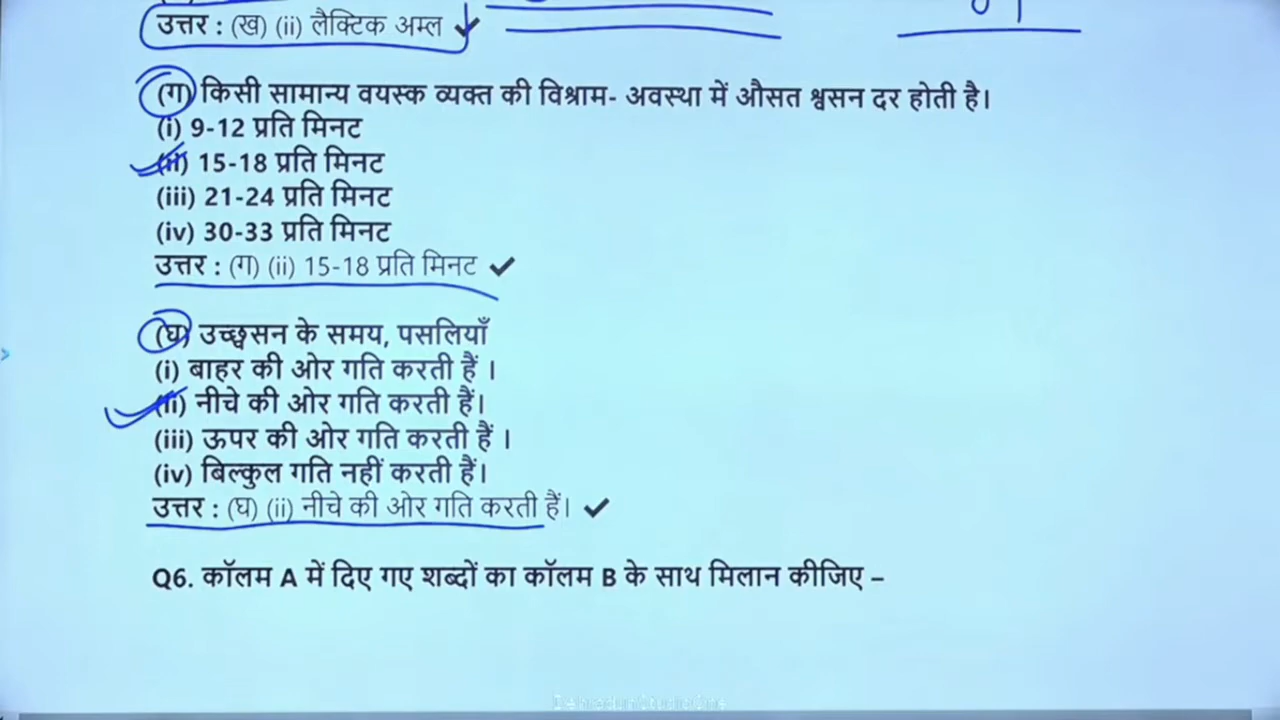 उत्तर : (ख) (ii) लैक्टिक अम्ल ✔
(ग) किसी सामान्य वयस्क व्यक्त की विश्राम- अवस्था में औसत श्वसन दर होती है।
(i) 9-12 प्रति मिनट
(ii) 15-18 प्रति मिनट
(iii) 21-24 प्रति मिनट
(iv) 30-33 प्रति मिनट
उत्तर : (ग) (ii) 15-18 प्रति मिनट ✔
(घ) उच्छ्वसन के समय, पसलियाँ
(i) बाहर की ओर गति करती हैं ।
(ii) नीचे की ओर गति करती हैं।
(iii) ऊपर की ओर गति करती हैं ।
(iv) बिल्कुल गति नहीं करती हैं।
उत्तर : (घ) (ii) नीचे की ओर गति करती हैं। ✔
Q6. कॉलम A में दिए गए शब्दों का कॉलम B के साथ मिलान कीजिए –